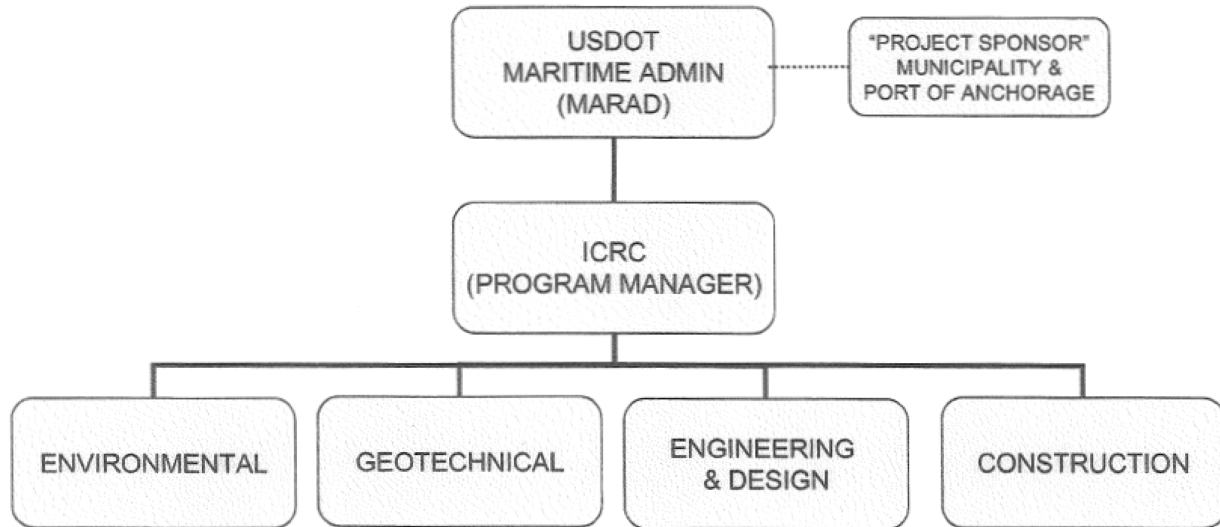 USDOT
MARITIME ADMIN
(MARAD)
"PROJECT SPONSOR"
MUNICIPALITY &
PORT OF ANCHORAGE
ICRC
(PROGRAM MANAGER)
ENVIRONMENTAL
GEOTECHNICAL
ENGINEERING
& DESIGN
CONSTRUCTION